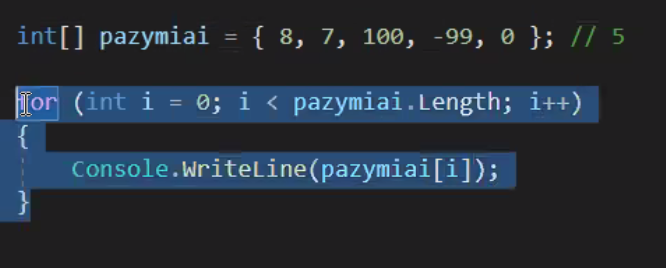 int[] pazymiai = { 8, 7, 100, -99, 0 }; // 5
for (int i = 0; i < pazymiai.Length; i++)
{
Console.WriteLine(pazymiai[i]);
}